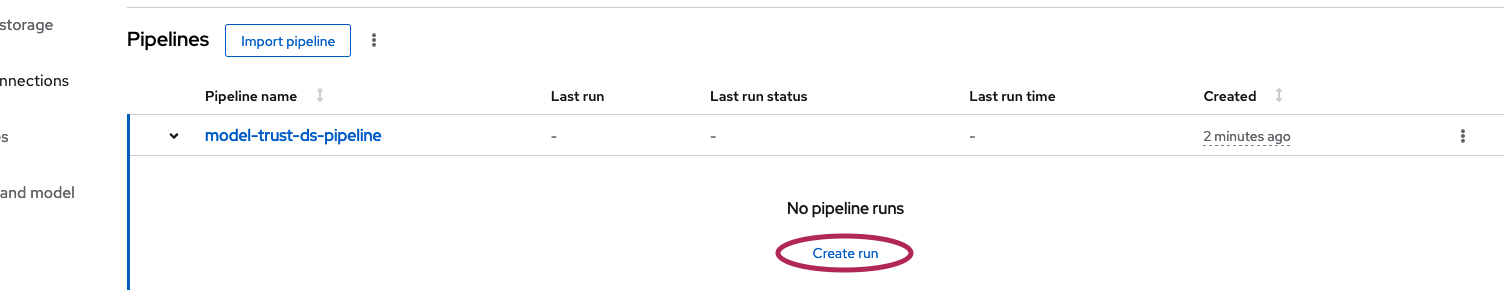 storage
Pipelines Import pipeline
nnections
Pipeline name Last run Last run status Last run time Created
model-trust-ds-pipeline - - - 2 minutes ago
s
and model
No pipeline runs
Create run